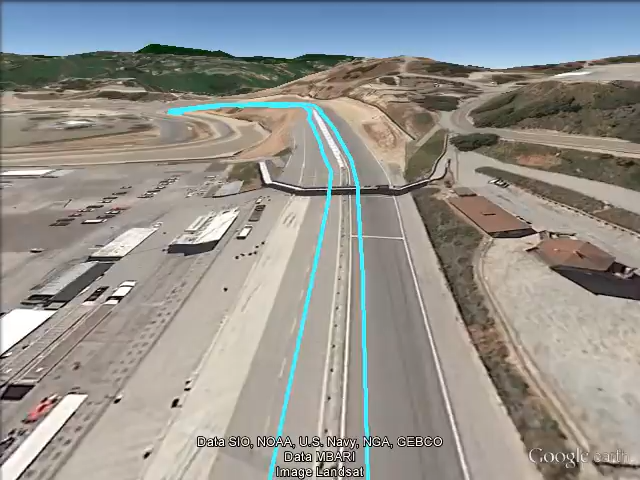 Data SIO, NOAA, U.S. Navy, NGA, GEBCO
Data MBARI
Image Landsat
Google earth